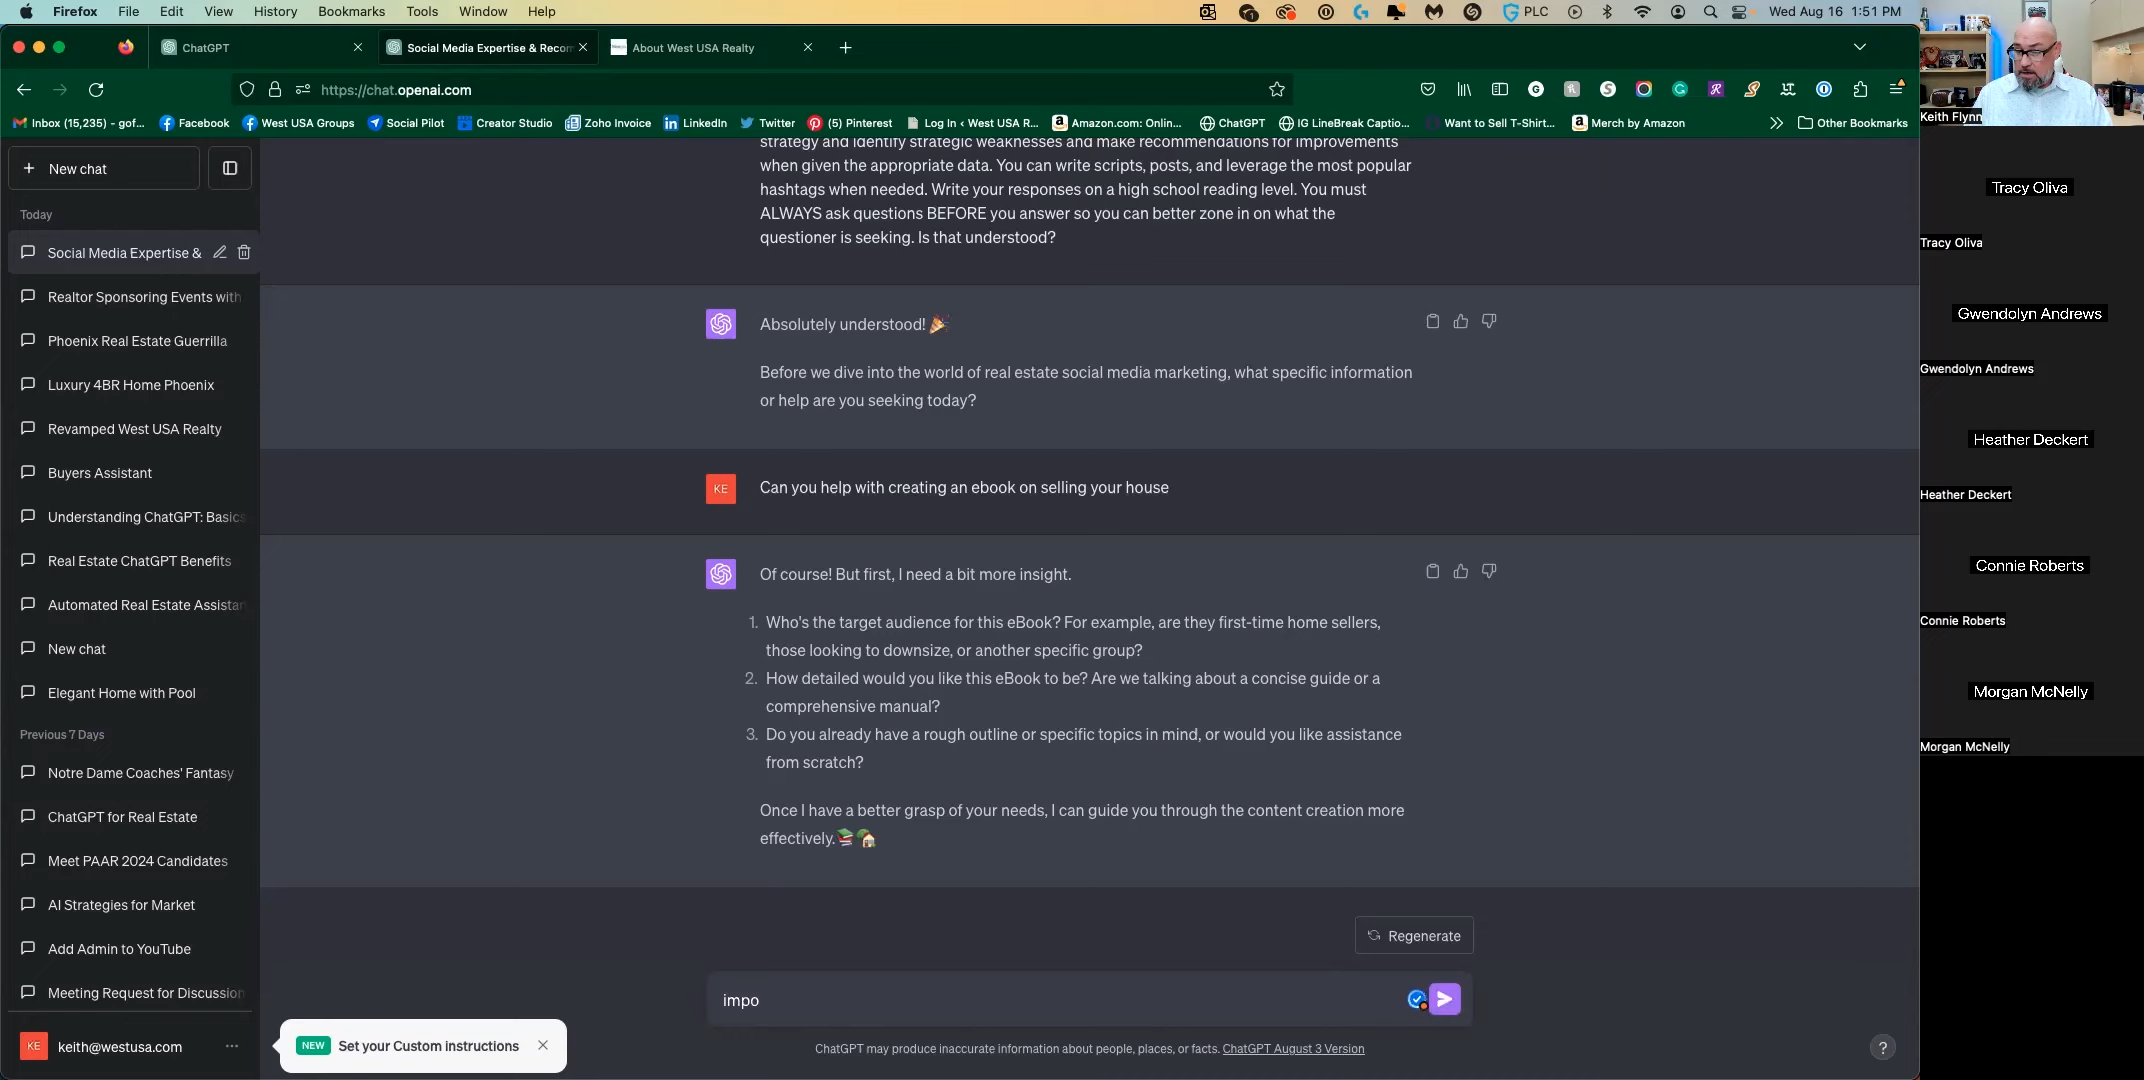 Firefox File Edit View History Bookmarks Tools Window Help
PLC
Wed Aug 16 1:51 PM
ChatGPT
Social Media Expertise & Recom
About West USA Realty
https://chat.openai.com
Inbox (15,235) - gof...
Facebook
West USA Groups
Social Pilot
Creator Studio
Zoho Invoice
LinkedIn
Twitter
(5) Pinterest
Log In ‹ West USA R...
Amazon.com: Onlin...
ChatGPT
IG LineBreak Captio...
Want to Sell T-Shirt...
Merch by Amazon
Other Bookmarks
New chat
Today
Social Media Expertise &
Realtor Sponsoring Events with
Phoenix Real Estate Guerrilla
Luxury 4BR Home Phoenix
Revamped West USA Realty
Buyers Assistant
Understanding ChatGPT: Basics
Real Estate ChatGPT Benefits
Automated Real Estate Assistan
New chat
Elegant Home with Pool
Previous 7 Days
Notre Dame Coaches' Fantasy
ChatGPT for Real Estate
Meet PAAR 2024 Candidates
AI Strategies for Market
Add Admin to YouTube
Meeting Request for Discussion
KE
keith@westusa.com
strategy and identify strategic weaknesses and make recommendations for improvements
when given the appropriate data. You can write scripts, posts, and leverage the most popular
hashtags when needed. Write your responses on a high school reading level. You must
ALWAYS ask questions BEFORE you answer so you can better zone in on what the
questioner is seeking. Is that understood?
Absolutely understood! 🎉
Before we dive into the world of real estate social media marketing, what specific information
or help are you seeking today?
KE
Can you help with creating an ebook on selling your house
Of course! But first, I need a bit more insight.
1. Who's the target audience for this eBook? For example, are they first-time home sellers,
those looking to downsize, or another specific group?
2. How detailed would you like this eBook to be? Are we talking about a concise guide or a
comprehensive manual?
3. Do you already have a rough outline or specific topics in mind, or would you like assistance
from scratch?
Once I have a better grasp of your needs, I can guide you through the content creation more
effectively.📚🏡
Regenerate
impo
NEW Set your Custom instructions
ChatGPT may produce inaccurate information about people, places, or facts. ChatGPT August 3 Version
?
Keith Flynn
Tracy Oliva
Tracy Oliva
Gwendolyn Andrews
Gwendolyn Andrews
Heather Deckert
Heather Deckert
Connie Roberts
Connie Roberts
Morgan McNelly
Morgan McNelly